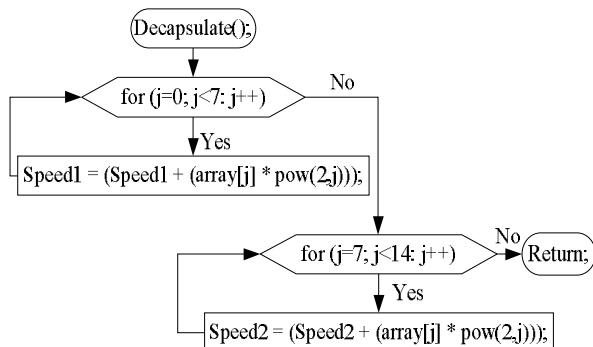 Decapsulate();
for (j=0; j<7: j++)
No
Yes
Speed1 = (Speed1 + (array[j] * pow(2,j)));
for (j=7; j<14: j++)
No
Return;
Yes
Speed2 = (Speed2 + (array[j] * pow(2,j)));